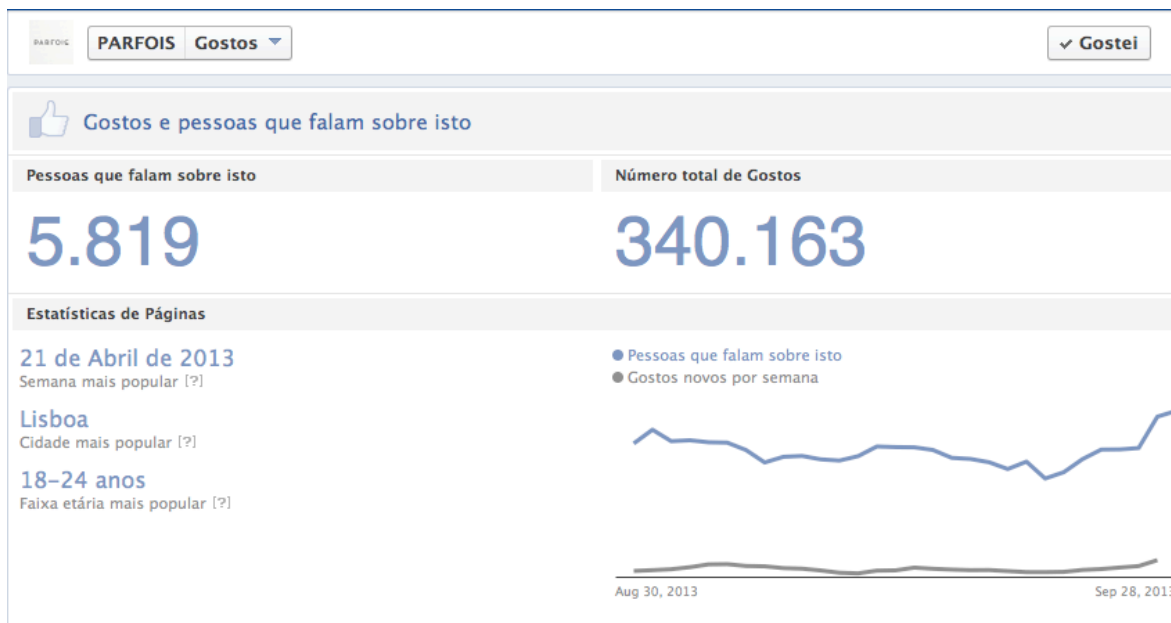 PARFOIS
PARFOIS Gostos
Gostei
Gostos e pessoas que falam sobre isto
Pessoas que falam sobre isto
Número total de Gostos
5.819
340.163
Estatísticas de Páginas
21 de Abril de 2013
Semana mais popular [?]
Lisboa
Cidade mais popular [?]
18-24 anos
Faixa etária mais popular [?]
Pessoas que falam sobre isto
Gostos novos por semana
Aug 30, 2013
Sep 28, 2013